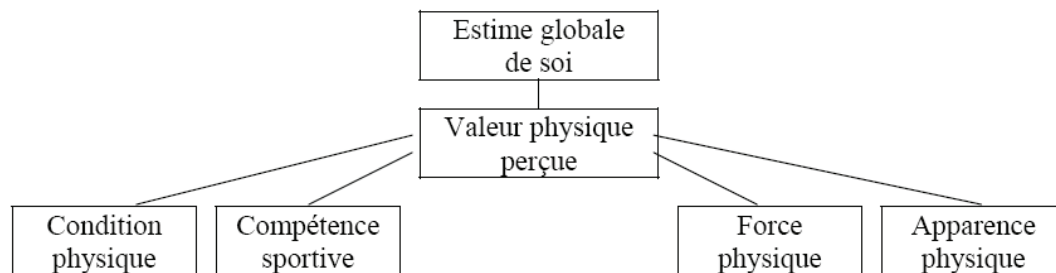 Estime globale
de soi
Valeur physique
perçue
Condition
physique
Compétence
sportive
Force
physique
Apparence
physique